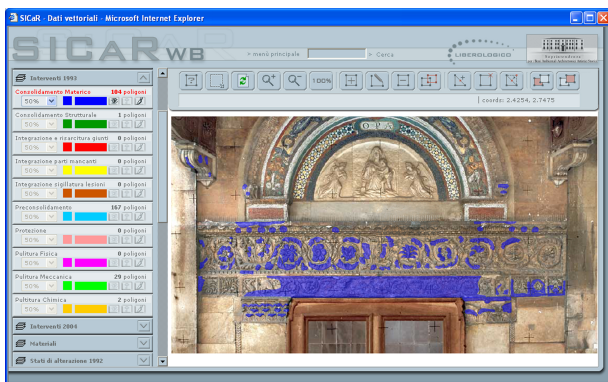 SICaR - Dati vettoriali - Microsoft Internet Explorer
SICAR WB
menù principale
Cerca
LIBEROLOGICO
Interventi 1993
Consolidamento Materico 184 poligoni
50%
Consolidamento Strutturale 1 poligoni
50%
Integrazione e risarcitura giunti 0 poligoni
50%
Integrazione parti mancanti 0 poligoni
50%
Integrazione sigillatura lesioni 0 poligoni
50%
Preconsolidamento 167 poligoni
50%
Protezione 0 poligoni
50%
Pulitura Fisica 0 poligoni
50%
Pulitura Meccanica 29 poligoni
50%
Pultitura Chimica 2 poligoni
50%
Interventi 2004
Materiali
Stati di alterazione 1992
100%
coords: 2.4254, 2.7475
OPA